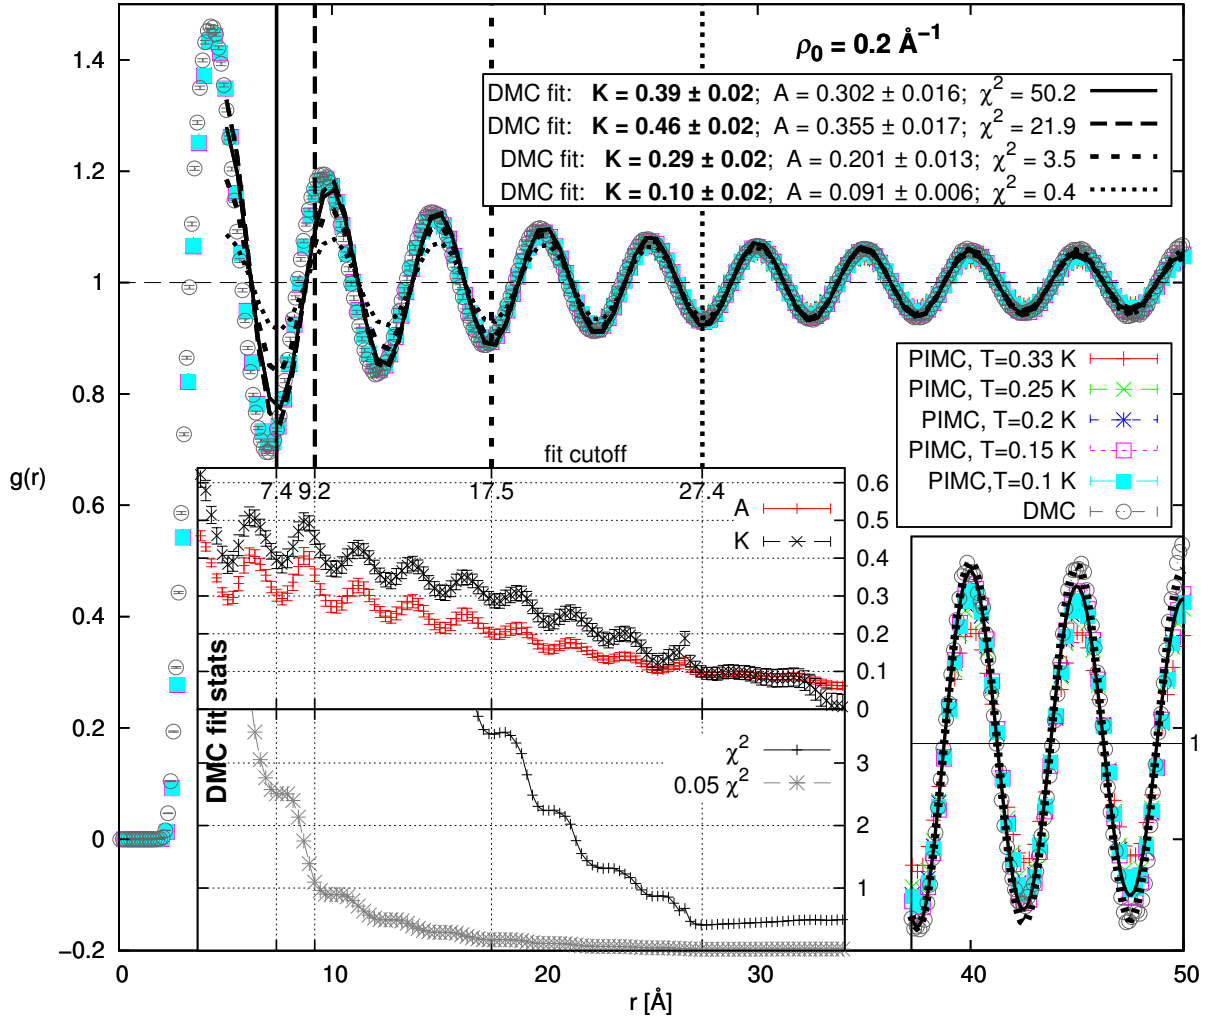 ρ₀ = 0.2 Å⁻¹
DMC fit: K = 0.39 ± 0.02; A = 0.302 ± 0.016; χ² = 50.2
DMC fit: K = 0.46 ± 0.02; A = 0.355 ± 0.017; χ² = 21.9
DMC fit: K = 0.29 ± 0.02; A = 0.201 ± 0.013; χ² = 3.5
DMC fit: K = 0.10 ± 0.02; A = 0.091 ± 0.006; χ² = 0.4
1.4
1.2
1
0.8
0.6
0.4
0.2
0
−0.2
g(r)
PIMC, T=0.33 K
PIMC, T=0.25 K
PIMC, T=0.2 K
PIMC, T=0.15 K
PIMC,T=0.1 K
DMC
fit cutoff
7.4 9.2 17.5 27.4
A
K
0.6
0.5
0.4
0.3
0.2
0.1
0
DMC fit stats
χ²
0.05 χ²
3
2
1
1
0 10 20 30 40 50
r [Å]